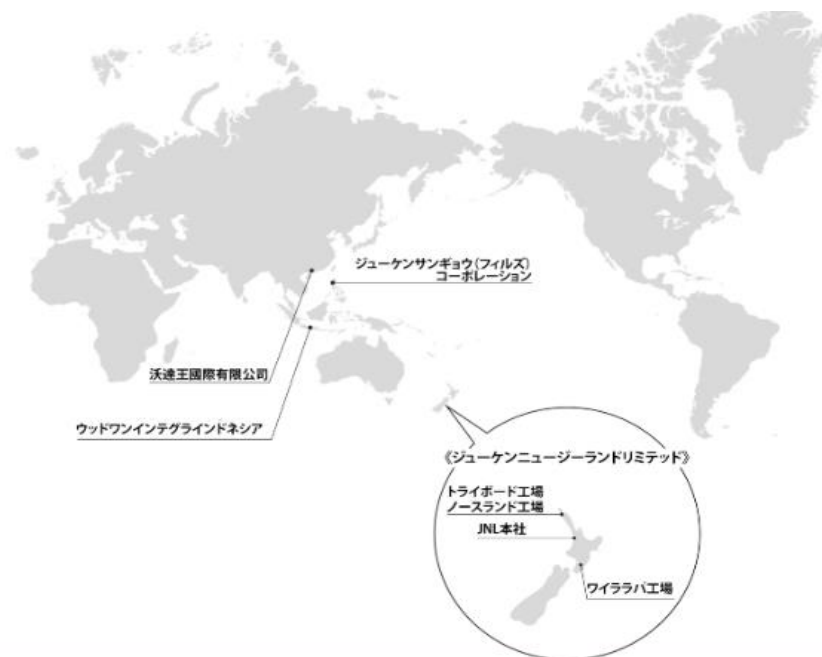 ジューケンサンギョウ（フィルズ）
コーポレーション
沃達王國際有限公司
ウッドワンインテグラインドネシア
《ジューケンニュージーランドリミテッド》
トライボード工場
ノースランド工場
JNL本社
ワイララパ工場